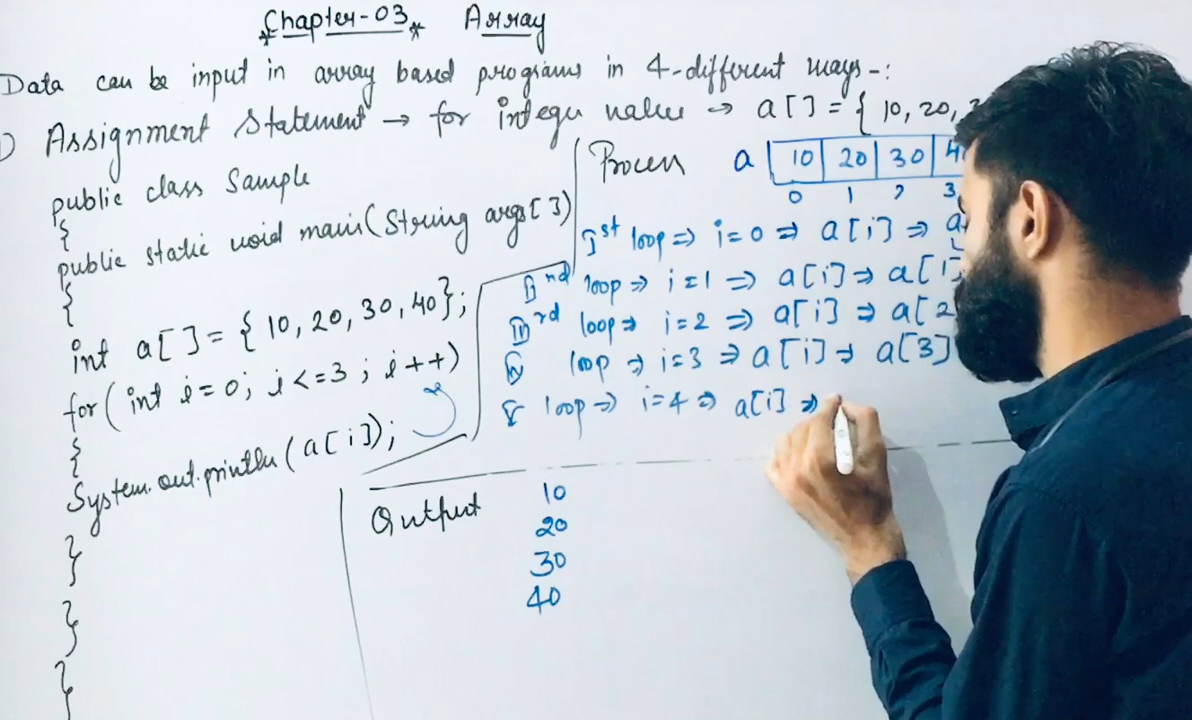 Chapter-03 Array
Data can be input in array based programs in 4-different ways-:
) Assignment Statement → for integer value → a[] = { 10, 20,
public class Sample
{
public static void main(String args[])
{
int a[] = { 10, 20, 30, 40};
for( int i=0; i<=3 ; i++)
{
System.out.println(a[i]);
}
}
}
Process a 10 20 30 4
0 1 2 3
Ist loop ⇒ i=0 ⇒ a[i] ⇒ a
IInd loop ⇒ i=1 ⇒ a[i] ⇒ a[1]
rd loop ⇒ i=2 ⇒ a[i] ⇒ a[2
loop ⇒ i=3 ⇒ a[i] ⇒ a[3]
loop ⇒ i=4 ⇒ a[i] ⇒
Output 10
20
30
40